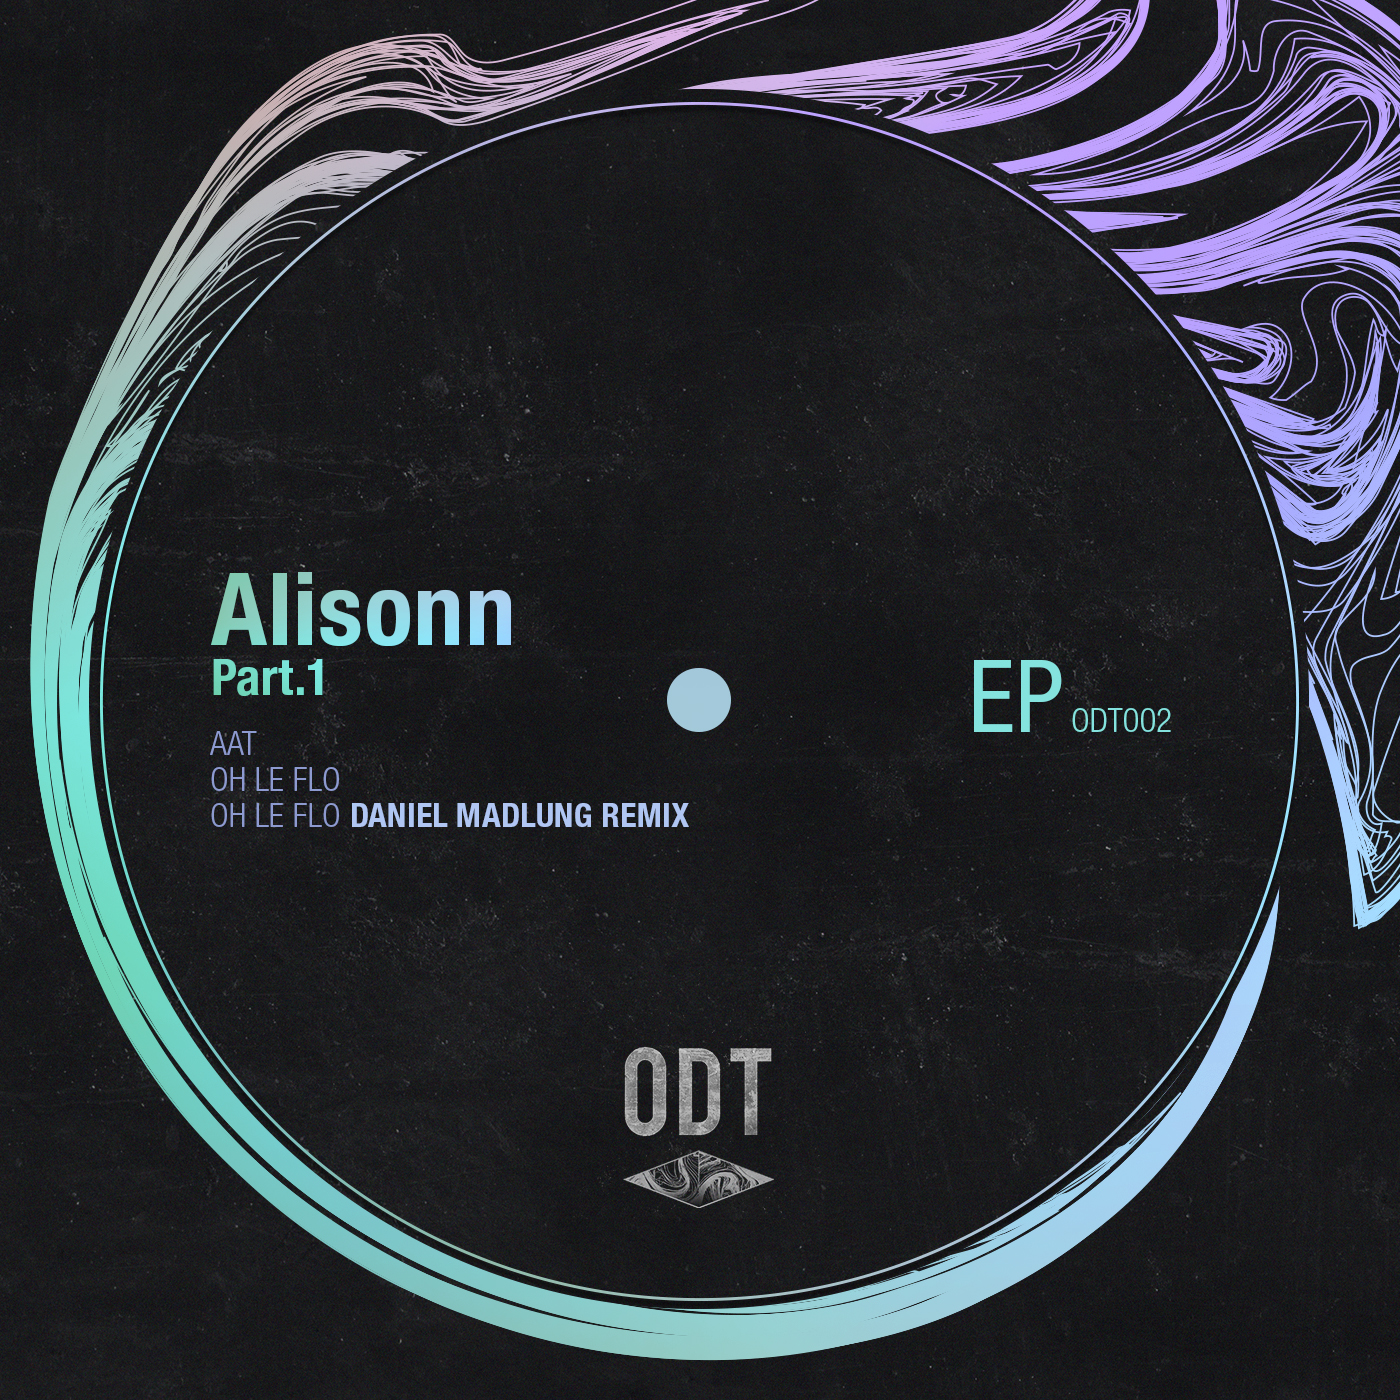 Alisonn
Part.1
AAT
OH LE FLO
OH LE FLO DANIEL MADLUNG REMIX
EP ODT002
ODT